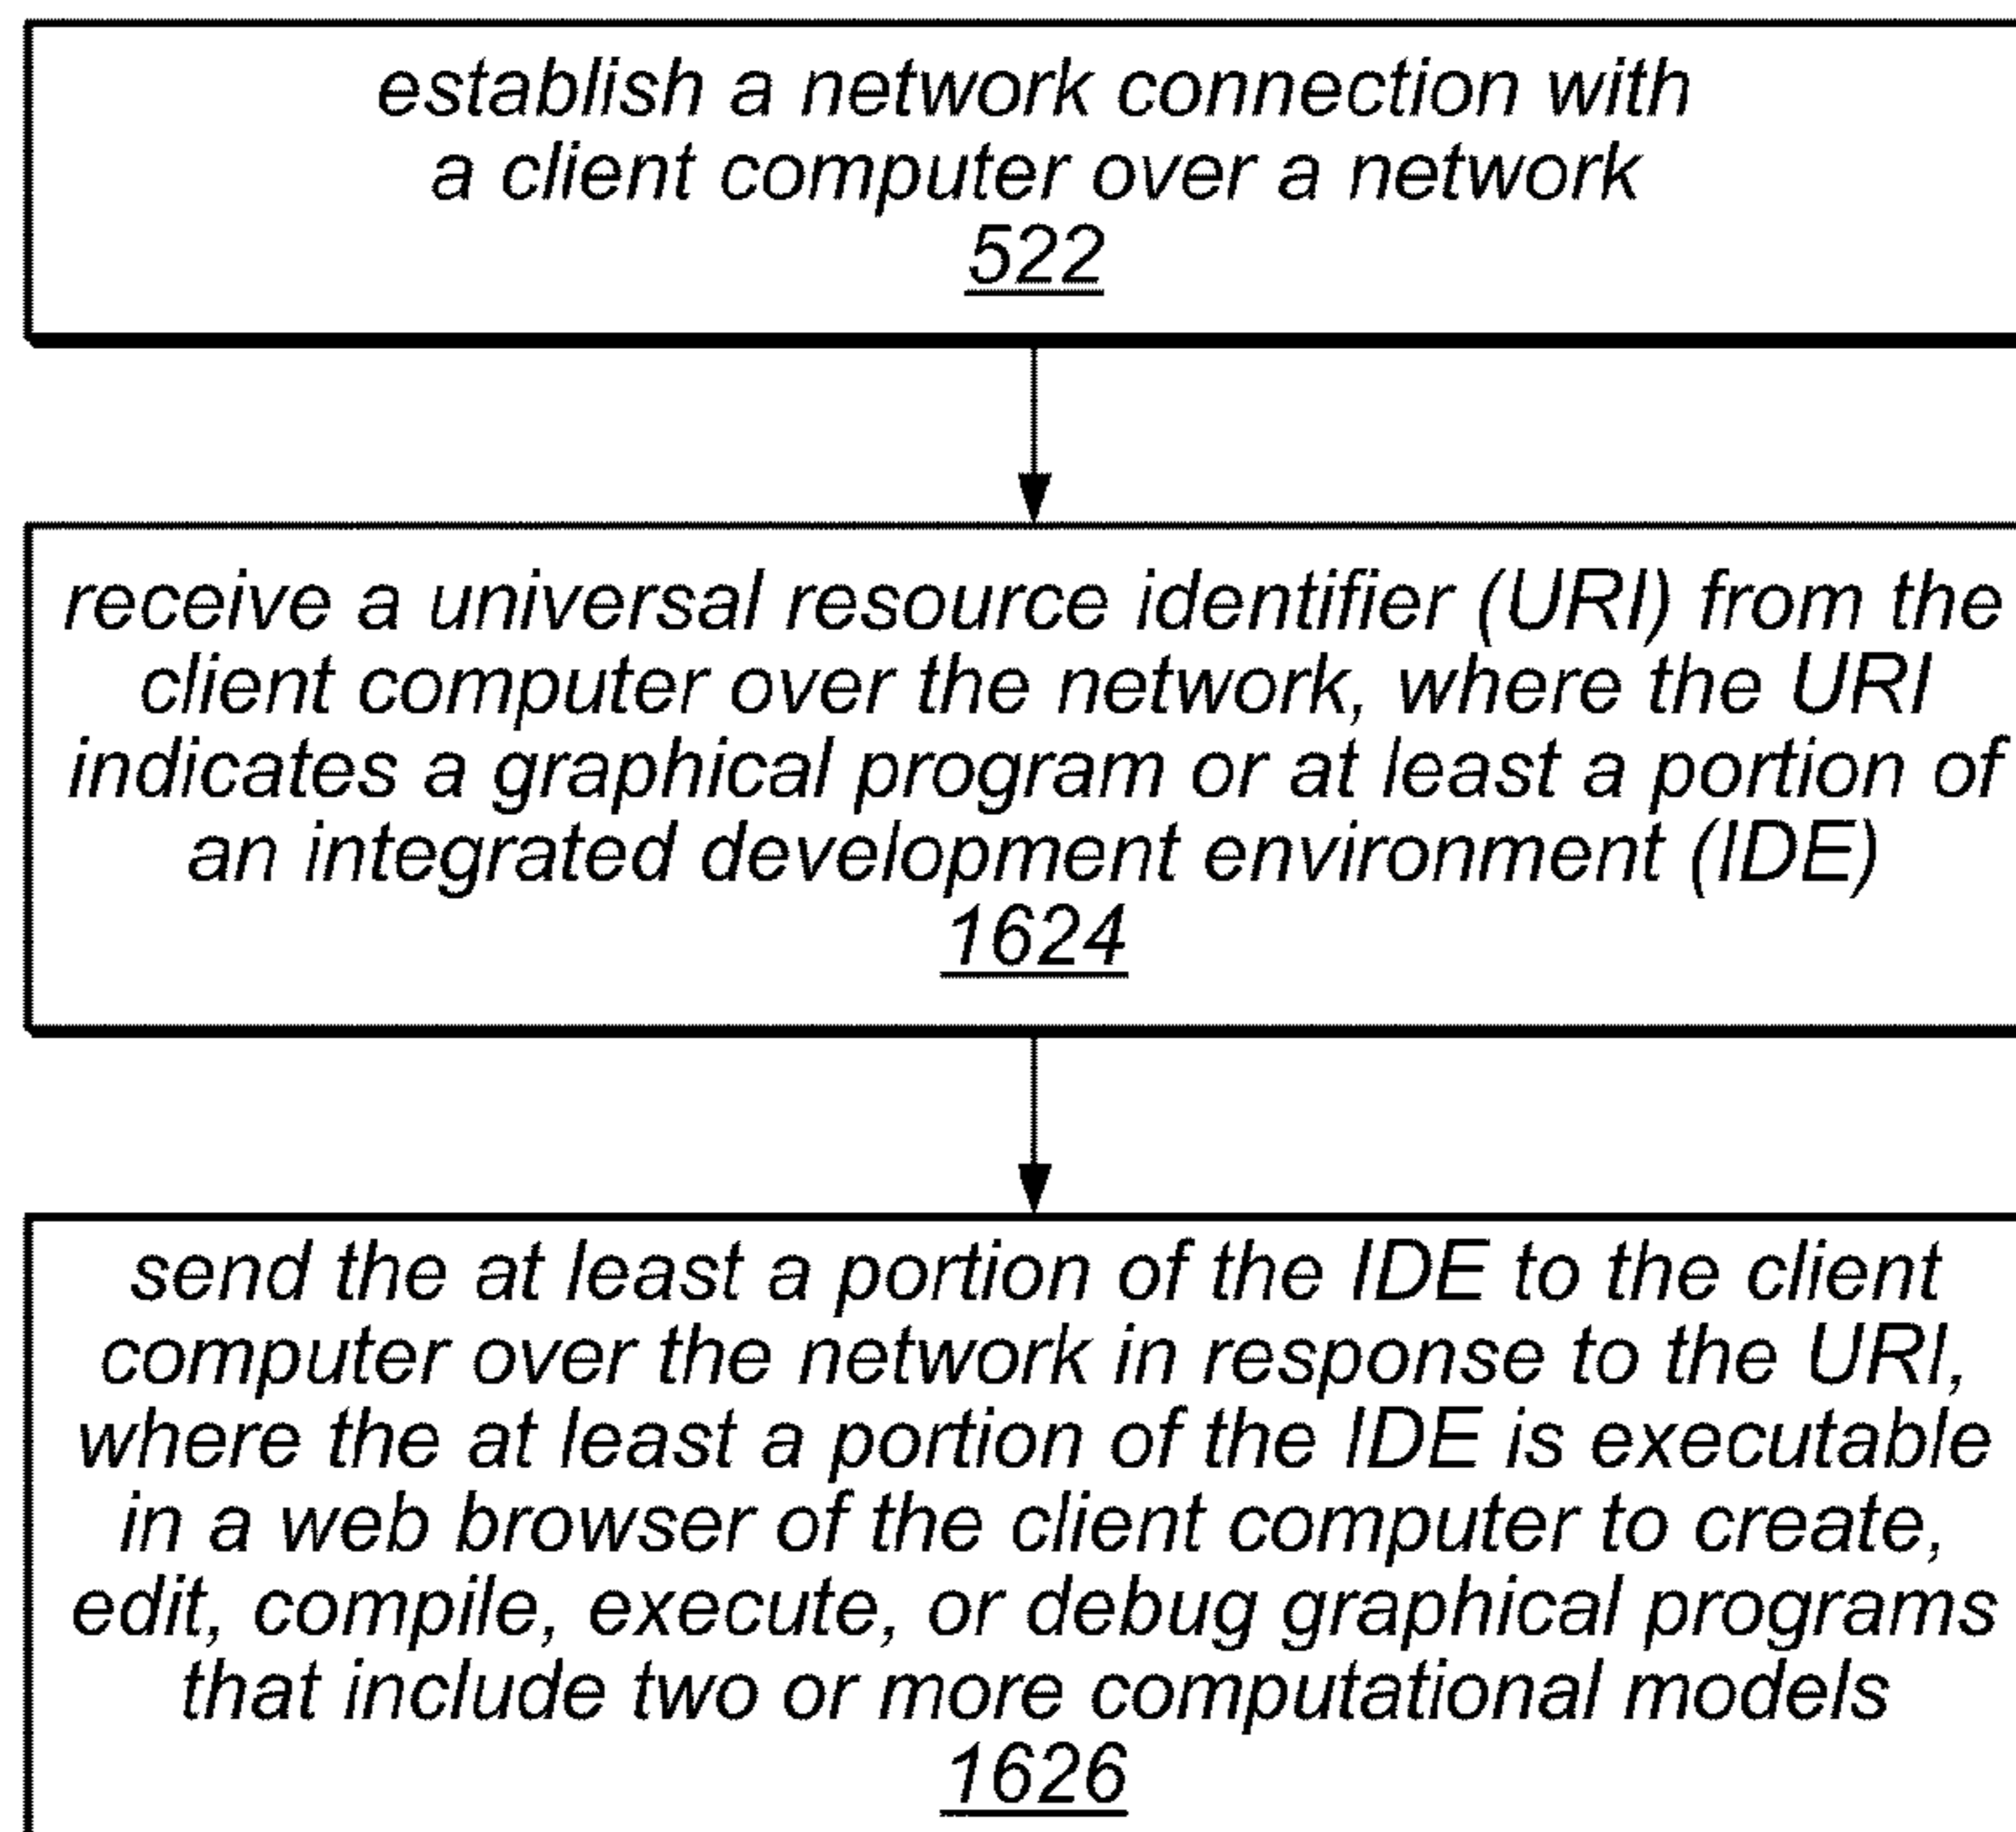 establish a network connection with
a client computer over a network
522
receive a universal resource identifier (URI) from the
client computer over the network, where the URI
indicates a graphical program or at least a portion of
an integrated development environment (IDE)
1624
send the at least a portion of the IDE to the client
computer over the network in response to the URI,
where the at least a portion of the IDE is executable
in a web browser of the client computer to create,
edit, compile, execute, or debug graphical programs
that include two or more computational models
1626